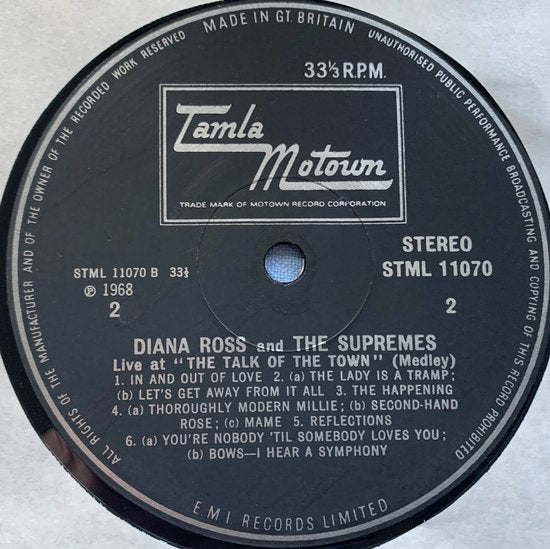 ALL RIGHTS OF THE MANUFACTURER AND OF THE OWNER OF THE RECORDED WORK RESERVED
MADE IN GT. BRITAIN
UNAUTHORISED PUBLIC PERFORMANCE BROADCASTING AND COPYING OF THIS RECORD PROHIBITED
33⅓ R.P.M.
Tamla
Motown
TRADE MARK OF MOTOWN RECORD CORPORATION
STEREO
STML 11070
STML 11070 B 33⅓
℗ 1968
2
2
DIANA ROSS and THE SUPREMES
Live at "THE TALK OF THE TOWN" (Medley)
1. IN AND OUT OF LOVE 2. (a) THE LADY IS A TRAMP;
(b) LET'S GET AWAY FROM IT ALL 3. THE HAPPENING
4. (a) THOROUGHLY MODERN MILLIE; (b) SECOND-HAND
ROSE; (c) MAME 5. REFLECTIONS
6. (a) YOU'RE NOBODY 'TIL SOMEBODY LOVES YOU;
(b) BOWS—I HEAR A SYMPHONY
E.M.I. RECORDS LIMITED